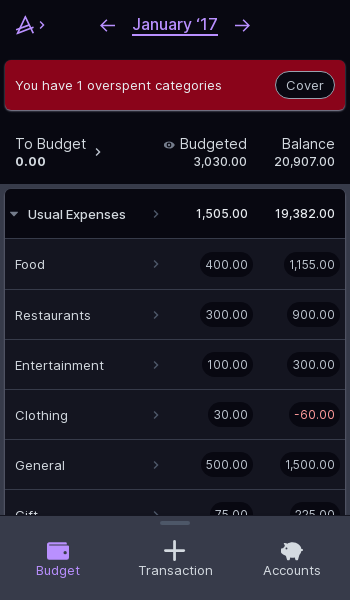 January ‘17
You have 1 overspent categories
Cover
To Budget
0.00
Budgeted
3,030.00
Balance
20,907.00
Usual Expenses 1,505.00 19,382.00
Food 400.00 1,155.00
Restaurants 300.00 900.00
Entertainment 100.00 300.00
Clothing 30.00 -60.00
General 500.00 1,500.00
Gift 75.00 225.00
Budget Transaction Accounts